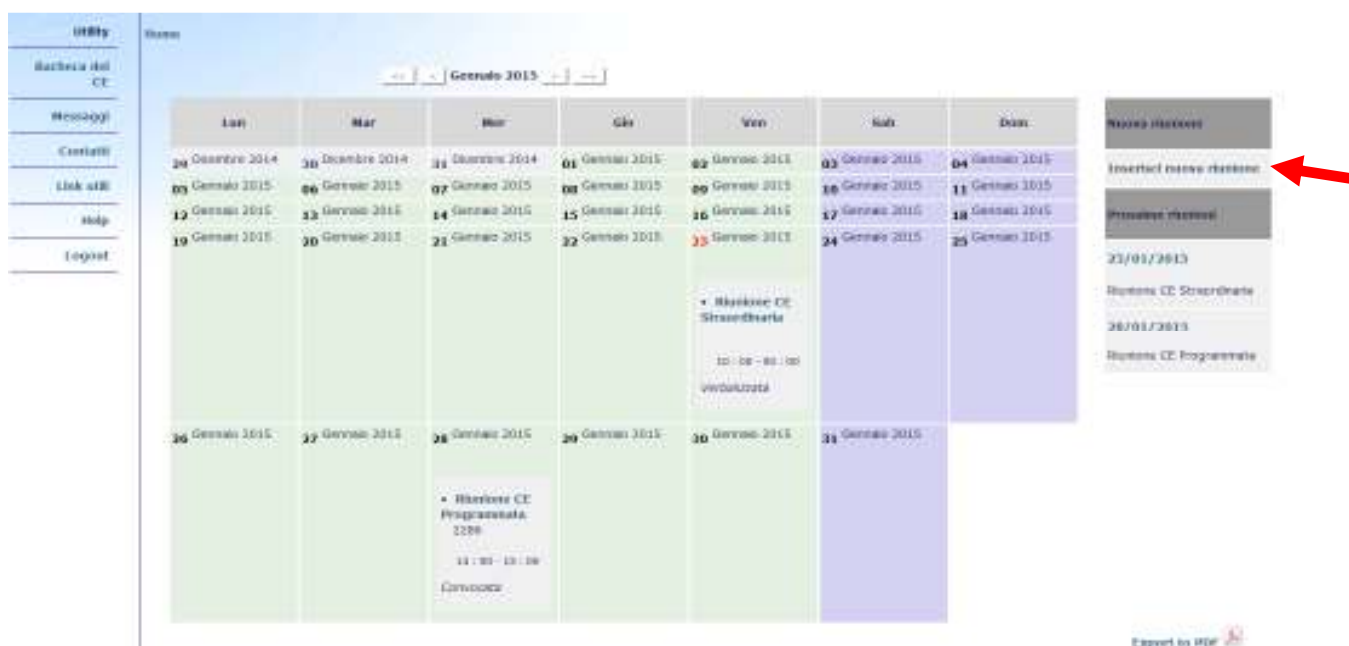 Utility
Home
Bacheca del
CE
<< < Gennaio 2015 > >>
Messaggi
Contatti
Link utili
Help
Logout
Lun Mar Mer Gio Ven Sab Dom
29 Dicembre 2014 30 Dicembre 2014 31 Dicembre 2014 01 Gennaio 2015 02 Gennaio 2015 03 Gennaio 2015 04 Gennaio 2015
05 Gennaio 2015 06 Gennaio 2015 07 Gennaio 2015 08 Gennaio 2015 09 Gennaio 2015 10 Gennaio 2015 11 Gennaio 2015
12 Gennaio 2015 13 Gennaio 2015 14 Gennaio 2015 15 Gennaio 2015 16 Gennaio 2015 17 Gennaio 2015 18 Gennaio 2015
19 Gennaio 2015 20 Gennaio 2015 21 Gennaio 2015 22 Gennaio 2015 23 Gennaio 2015 24 Gennaio 2015 25 Gennaio 2015
• Riunione CE
Straordinaria
Verbalizzata
26 Gennaio 2015 27 Gennaio 2015 28 Gennaio 2015 29 Gennaio 2015 30 Gennaio 2015 31 Gennaio 2015
• Riunione CE
Programmata
Convocata
Nuova riunione
Inserisci nuova riunione
Prossime riunioni
23/01/2015
Riunione CE Straordinaria
28/01/2015
Riunione CE Programmata
Export to PDF